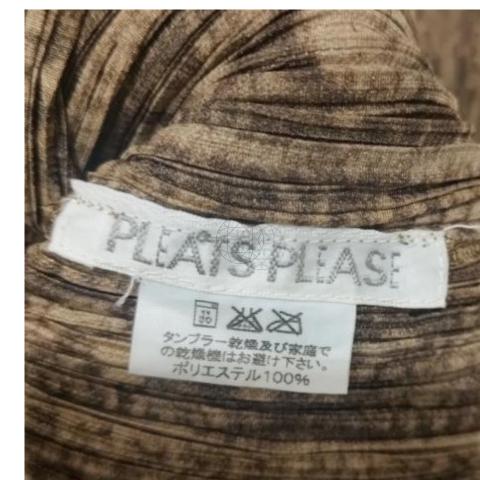 PLEATS PLEASE
タンブラー乾燥及び家庭で
の乾燥機はお避け下さい。
ポリエステル100%